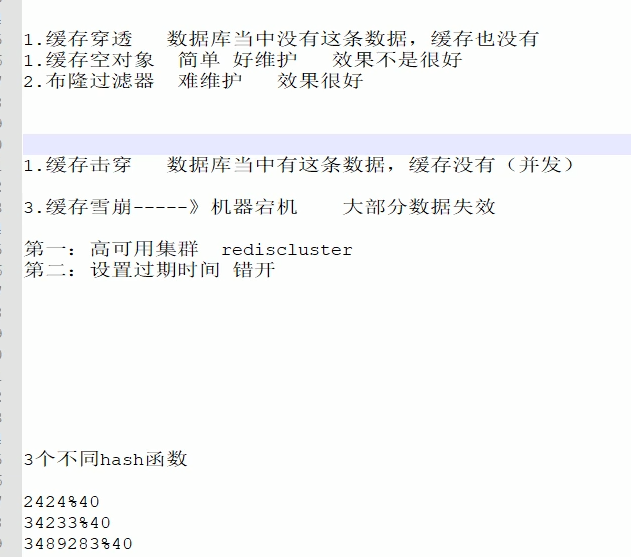 1.缓存穿透   数据库当中没有这条数据，缓存也没有
1.缓存空对象  简单 好维护   效果不是很好
2.布隆过滤器  难维护   效果很好
1.缓存击穿   数据库当中有这条数据，缓存没有（并发）
3.缓存雪崩-----》机器宕机    大部分数据失效
第一：高可用集群  rediscluster
第二：设置过期时间 错开
3个不同hash函数
2424%40
34233%40
3489283%40